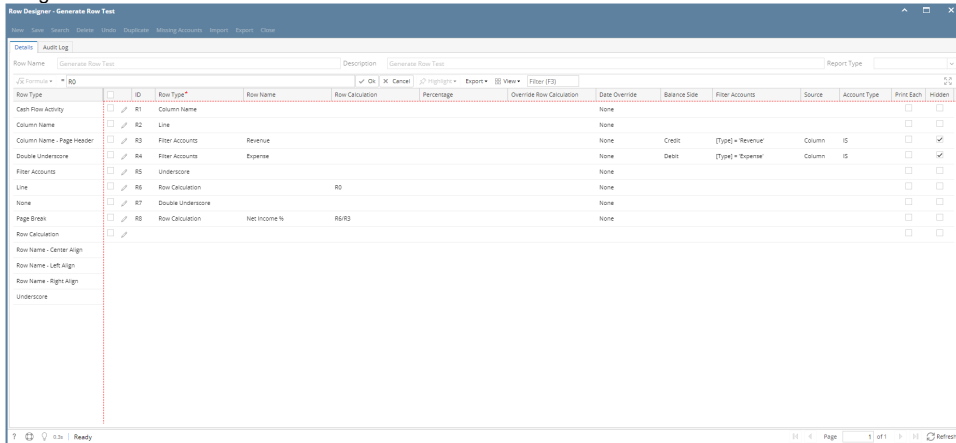 Row Designer - Generate Row Test
New Save Search Delete Undo Duplicate Missing Accounts Import Export Close
Details Audit Log
Row Name Generate Row Test Description Generate Row Test Report Type
Formula R0 Ok Cancel Highlight Export View Filter (F3)
Row Type ID Row Type* Row Name Row Calculation Percentage Override Row Calculation Date Override Balance Side Filter Accounts Source Account Type Print Each Hidden
Cash Flow Activity R1 Column Name None
Column Name R2 Line None
Column Name - Page Header R3 Filter Accounts Revenue None Credit [Type] = 'Revenue' Column IS
Double Underscore R4 Filter Accounts Expense None Debit [Type] = 'Expense' Column IS
Filter Accounts R5 Underscore None
Line R6 Row Calculation R0 None
None R7 Double Underscore None
Page Break R8 Row Calculation Net Income % R6/R3 None
Row Calculation
Row Name - Center Align
Row Name - Left Align
Row Name - Right Align
Underscore
? 0.3s Ready Page 1 of 1 Refresh